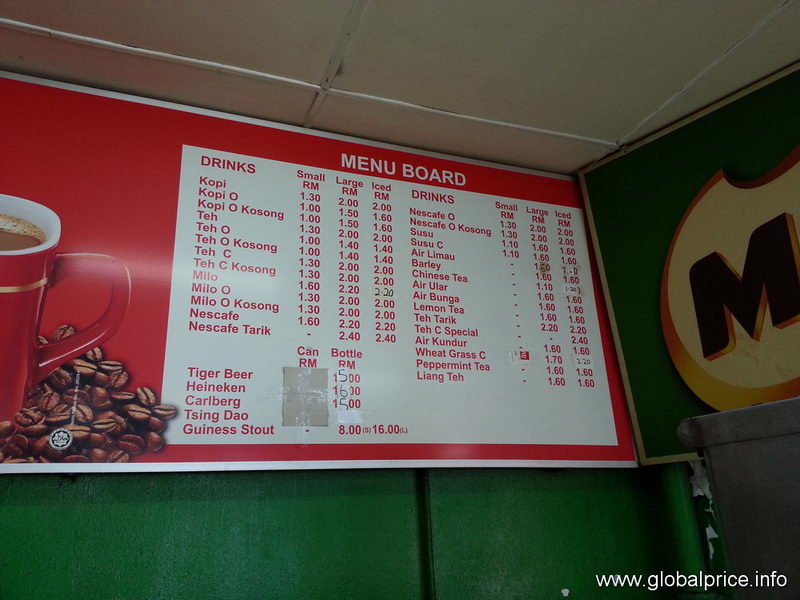 MENU BOARD
DRINKS Small Large Iced
RM RM RM
Kopi 1.30 2.00 2.00
Kopi O 1.00 1.50 1.60
Kopi O Kosong 1.00 1.50 1.60
Teh 1.30 2.00 2.00
Teh O 1.00 1.40 1.40
Teh O Kosong 1.00 1.40 1.40
Teh C 1.30 2.00 2.00
Teh C Kosong 1.30 2.00 2.00
Milo 1.60 2.20 2.20
Milo O 1.30 2.00 2.00
Milo O Kosong 1.30 2.00 2.00
Nescafe 1.60 2.20 2.20
Nescafe Tarik - 2.40 2.40
Can Bottle
RM RM
Tiger Beer
Heineken
Carlberg
Tsing Dao
Guiness Stout - 8.00(S) 16.00(L)
DRINKS Small Large Iced
RM RM RM
Nescafe O 1.30 2.00 2.00
Nescafe O Kosong 1.30 2.00 2.00
Susu 1.10 1.60 1.60
Susu C 1.10 1.60 1.60
Air Limau - 1.60
Barley -
Chinese Tea - 1.10 1.20
Air Ular - 1.60 1.60
Air Bunga - 1.60 1.60
Lemon Tea - 1.60 1.60
Teh Tarik - 2.20 2.20
Teh C Special - - 2.40
Air Kundur - 1.60 1.60
Wheat Grass C 1.70 2.20
Peppermint Tea - 1.60 1.60
Liang Teh - 1.60 1.60
M
www.globalprice.info